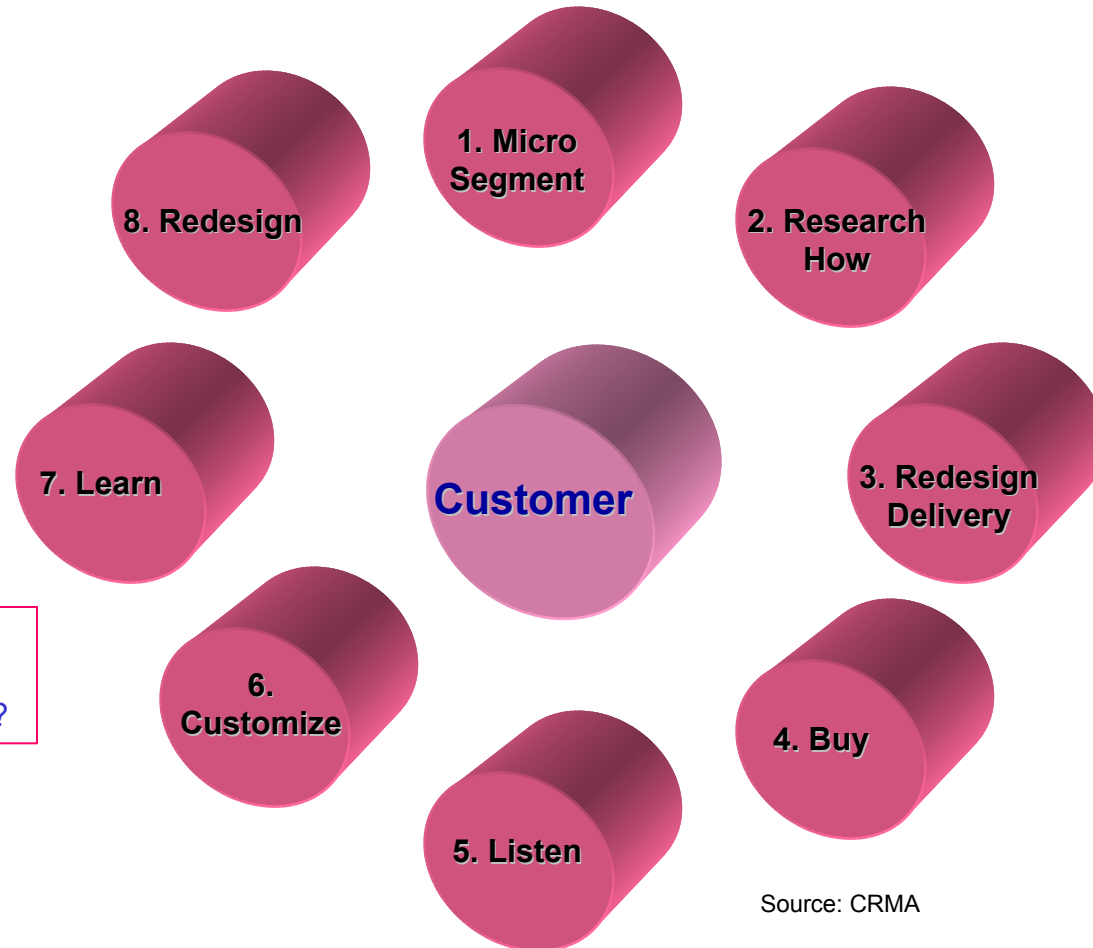 1. Micro
Segment
2. Research
How
3. Redesign
Delivery
4. Buy
5. Listen
6.
Customize
7. Learn
8. Redesign
Customer
?
Source: CRMA